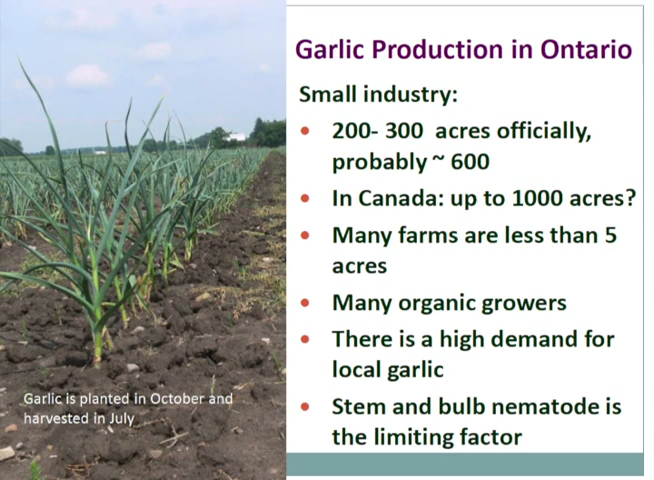 Garlic Production in Ontario
Small industry:
• 200- 300 acres officially,
probably ~ 600
• In Canada: up to 1000 acres?
• Many farms are less than 5
acres
• Many organic growers
• There is a high demand for
local garlic
• Stem and bulb nematode is
the limiting factor
Garlic is planted in October and
harvested in July